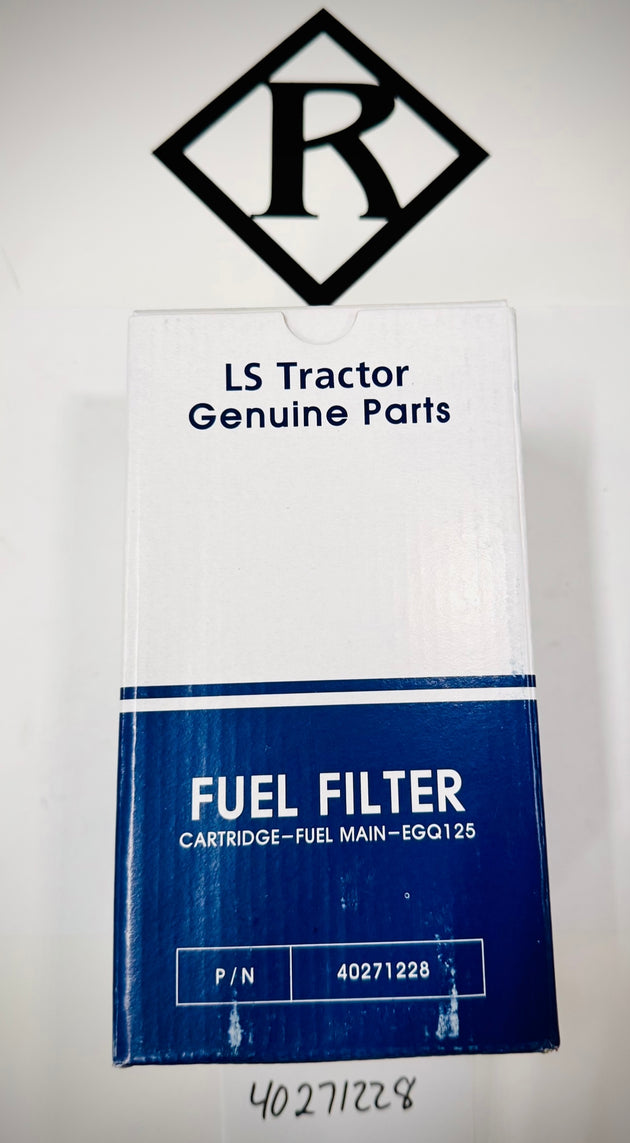 R
LS Tractor
Genuine Parts
FUEL FILTER
CARTRIDGE-FUEL MAIN-EGQ125
P/N 40271228
40271228